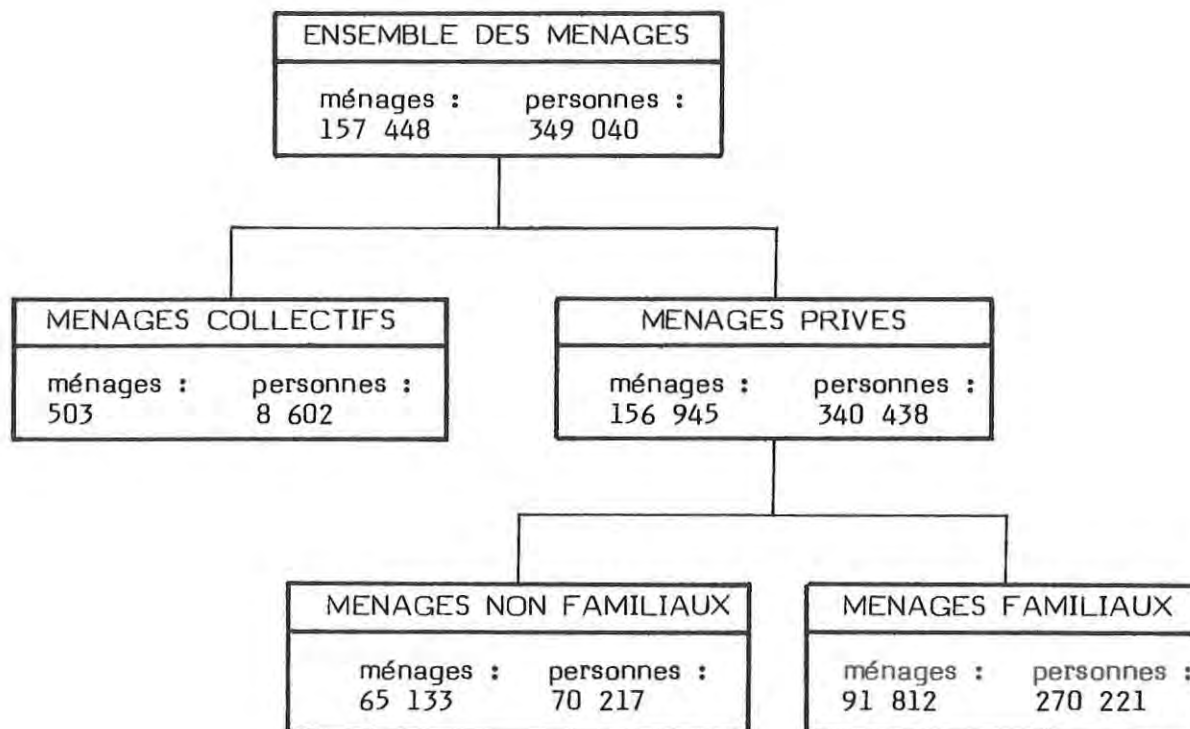 ENSEMBLE DES MENAGES
ménages : personnes :
157 448 349 040
MENAGES COLLECTIFS
ménages : personnes :
503 8 602
MENAGES PRIVES
ménages : personnes :
156 945 340 438
MENAGES NON FAMILIAUX
ménages : personnes :
65 133 70 217
MENAGES FAMILIAUX
ménages : personnes :
91 812 270 221